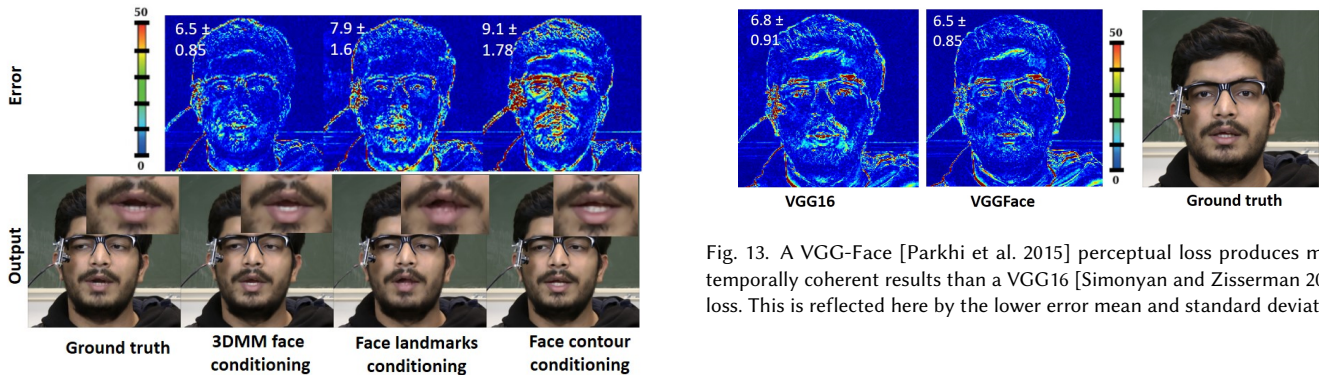 50
Error
0
6.5 ±
0.85
7.9 ±
1.6
9.1 ±
1.78
Output
Ground truth
3DMM face
conditioning
Face landmarks
conditioning
Face contour
conditioning
6.8 ±
0.91
6.5 ±
0.85
50
0
VGG16
VGGFace
Ground truth
Fig. 13. A VGG-Face [Parkhi et al. 2015] perceptual loss produces m
temporally coherent results than a VGG16 [Simonyan and Zisserman 20
loss. This is reflected here by the lower error mean and standard deviat